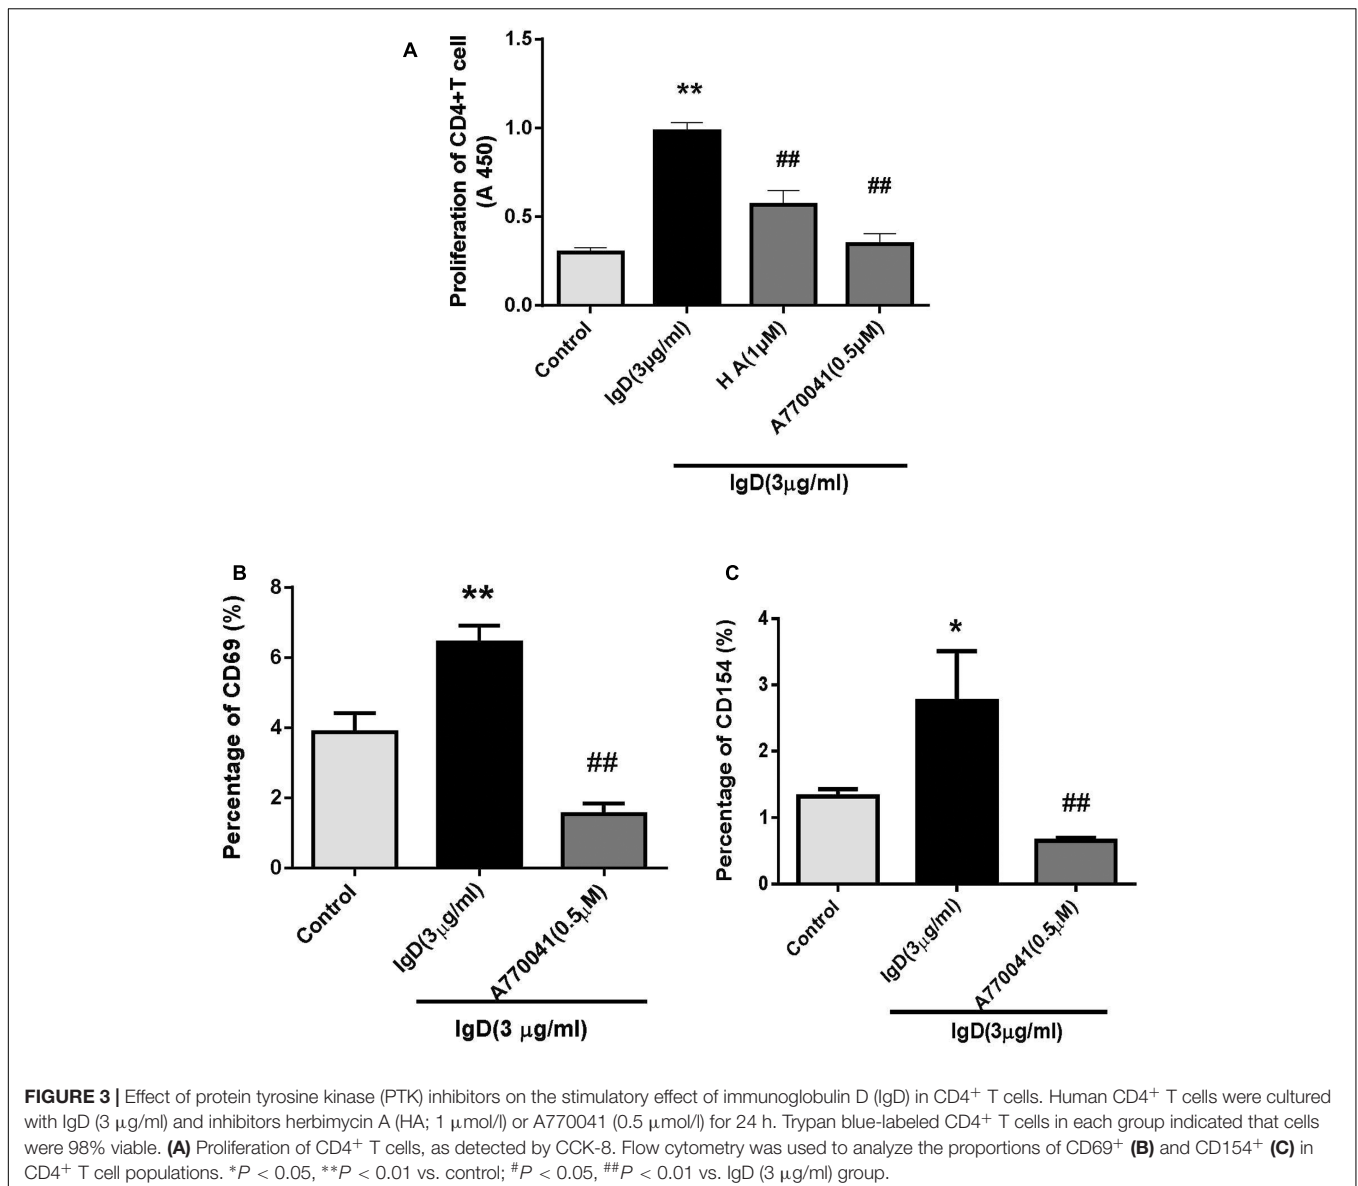 A
Proliferation of CD4+T cell
(A 450)
1.5
1.0
0.5
0.0
**
##
##
Control
IgD(3μg/ml)
H A(1μM)
A770041(0.5μM)
IgD(3μg/ml)
B
Percentage of CD69 (%)
8
6
4
2
0
**
##
Control
IgD(3μg/ml)
A770041(0.5μM)
IgD(3 μg/ml)
C
Percentage of CD154 (%)
4
3
2
1
0
*
##
Control
IgD(3μg/ml)
A770041(0.5μM)
IgD(3μg/ml)
FIGURE 3 | Effect of protein tyrosine kinase (PTK) inhibitors on the stimulatory effect of immunoglobulin D (IgD) in CD4⁺ T cells. Human CD4⁺ T cells were cultured
with IgD (3 μg/ml) and inhibitors herbimycin A (HA; 1 μmol/l) or A770041 (0.5 μmol/l) for 24 h. Trypan blue-labeled CD4⁺ T cells in each group indicated that cells
were 98% viable. (A) Proliferation of CD4⁺ T cells, as detected by CCK-8. Flow cytometry was used to analyze the proportions of CD69⁺ (B) and CD154⁺ (C) in
CD4⁺ T cell populations. *P < 0.05, **P < 0.01 vs. control; #P < 0.05, ##P < 0.01 vs. IgD (3 μg/ml) group.